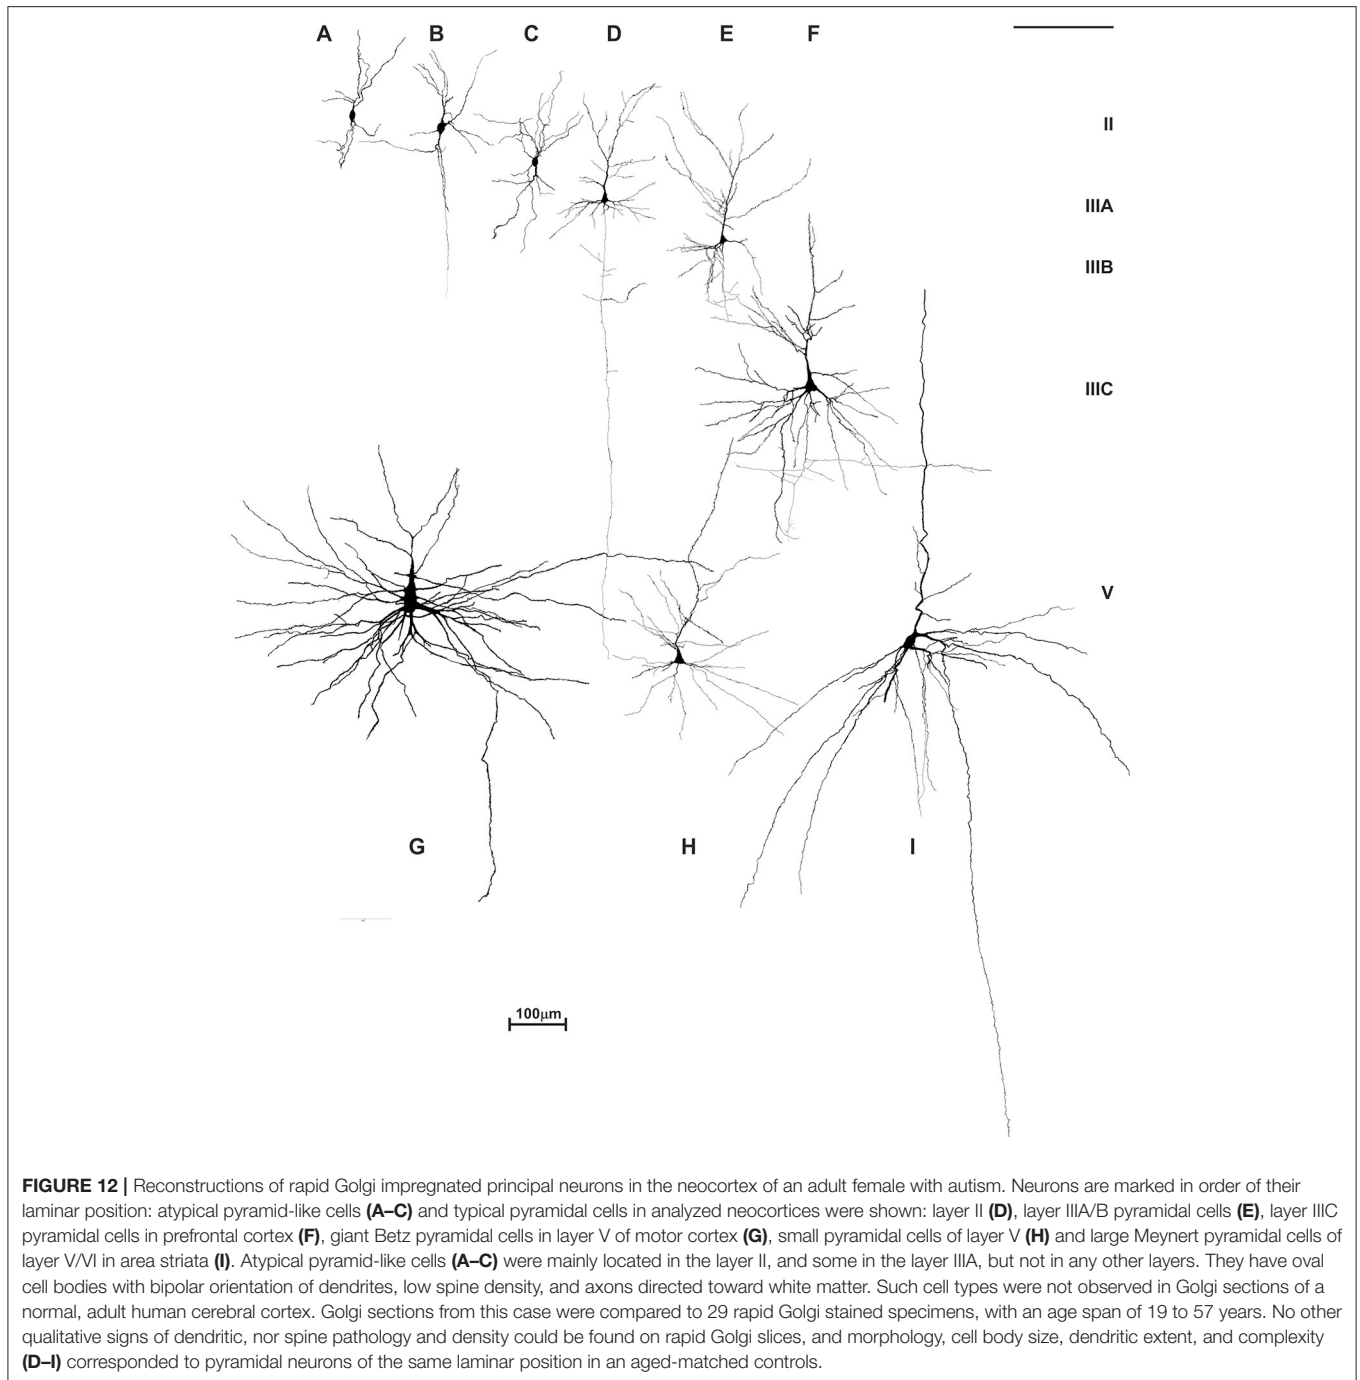 A B C D E F
II
IIIA
IIIB
IIIC
V
G H I
100μm
FIGURE 12 | Reconstructions of rapid Golgi impregnated principal neurons in the neocortex of an adult female with autism. Neurons are marked in order of their
laminar position: atypical pyramid-like cells (A–C) and typical pyramidal cells in analyzed neocortices were shown: layer II (D), layer IIIA/B pyramidal cells (E), layer IIIC
pyramidal cells in prefrontal cortex (F), giant Betz pyramidal cells in layer V of motor cortex (G), small pyramidal cells of layer V (H) and large Meynert pyramidal cells of
layer V/VI in area striata (I). Atypical pyramid-like cells (A–C) were mainly located in the layer II, and some in the layer IIIA, but not in any other layers. They have oval
cell bodies with bipolar orientation of dendrites, low spine density, and axons directed toward white matter. Such cell types were not observed in Golgi sections of a
normal, adult human cerebral cortex. Golgi sections from this case were compared to 29 rapid Golgi stained specimens, with an age span of 19 to 57 years. No other
qualitative signs of dendritic, nor spine pathology and density could be found on rapid Golgi slices, and morphology, cell body size, dendritic extent, and complexity
(D–I) corresponded to pyramidal neurons of the same laminar position in an aged-matched controls.